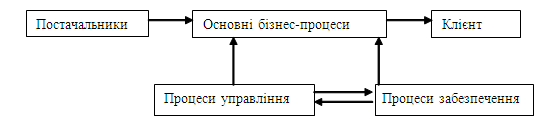 Постачальники
Основні бізнес-процеси
Клієнт
Процеси управління
Процеси забезпечення